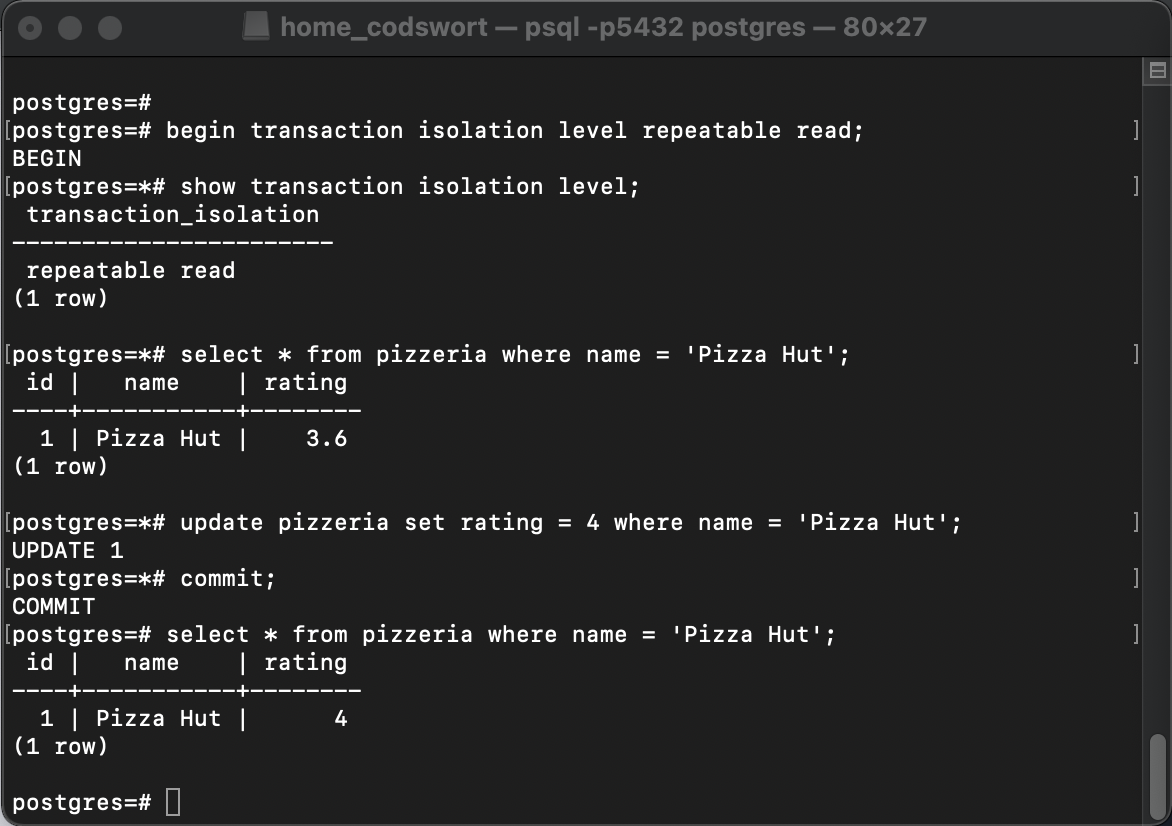 home_codswort — psql -p5432 postgres — 80×27
postgres=#
[postgres=# begin transaction isolation level repeatable read; ]
BEGIN
[postgres=*# show transaction isolation level; ]
 transaction_isolation
-----------------------
 repeatable read
(1 row)

[postgres=*# select * from pizzeria where name = 'Pizza Hut'; ]
 id |   name    | rating
----+-----------+--------
  1 | Pizza Hut |    3.6
(1 row)

[postgres=*# update pizzeria set rating = 4 where name = 'Pizza Hut'; ]
UPDATE 1
[postgres=*# commit; ]
COMMIT
[postgres=# select * from pizzeria where name = 'Pizza Hut'; ]
 id |   name    | rating
----+-----------+--------
  1 | Pizza Hut |      4
(1 row)

postgres=#